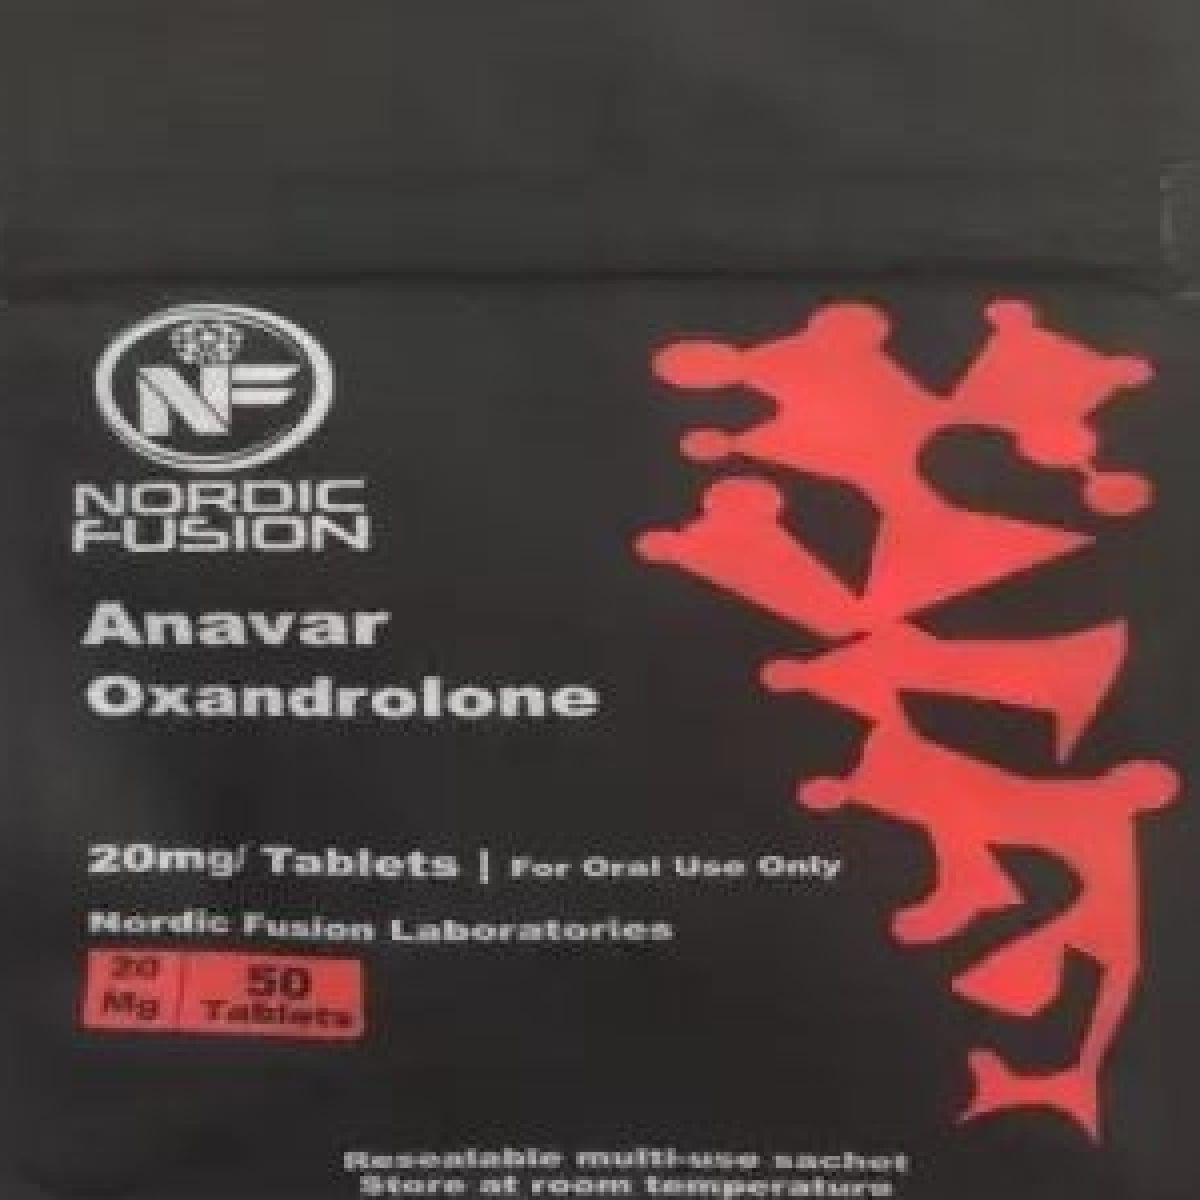 NF
NORDIC
FUSION
Anavar
Oxandrolone
20mg/ Tablets | For Oral Use Only
Nordic Fusion Laboratories
20 Mg
50 Tablets
Resealable multi-use sachet
Store at room temperature